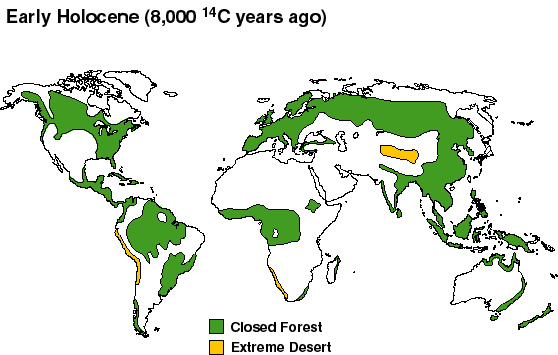 Early Holocene (8,000 ¹⁴C years ago)
Closed Forest
Extreme Desert